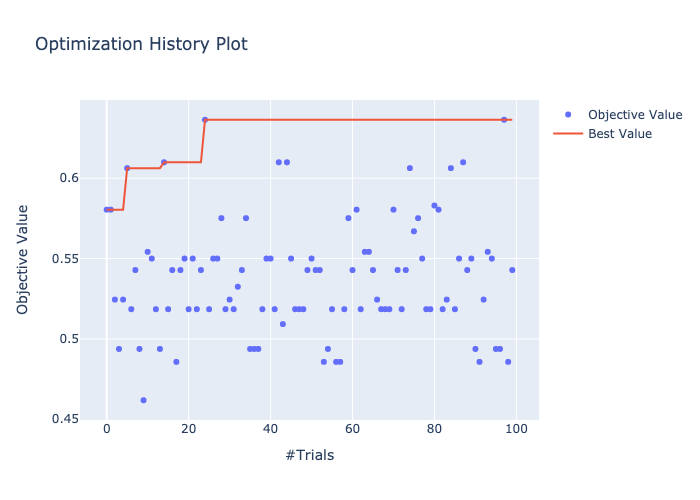 Optimization History Plot
Objective Value
Best Value
0.6
0.55
0.5
0.45
Objective Value
0
20
40
60
80
100
#Trials